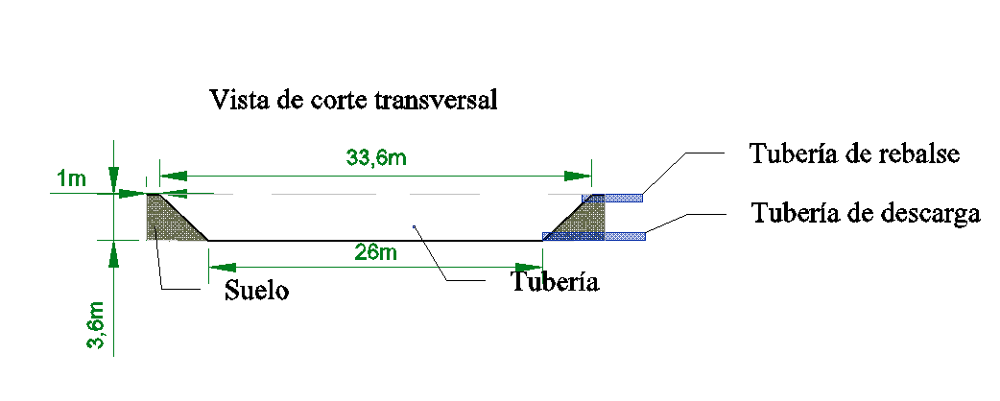 Vista de corte transversal
33,6m
Tubería de rebalse
1m
Tubería de descarga
26m
Suelo
Tubería
3,6m